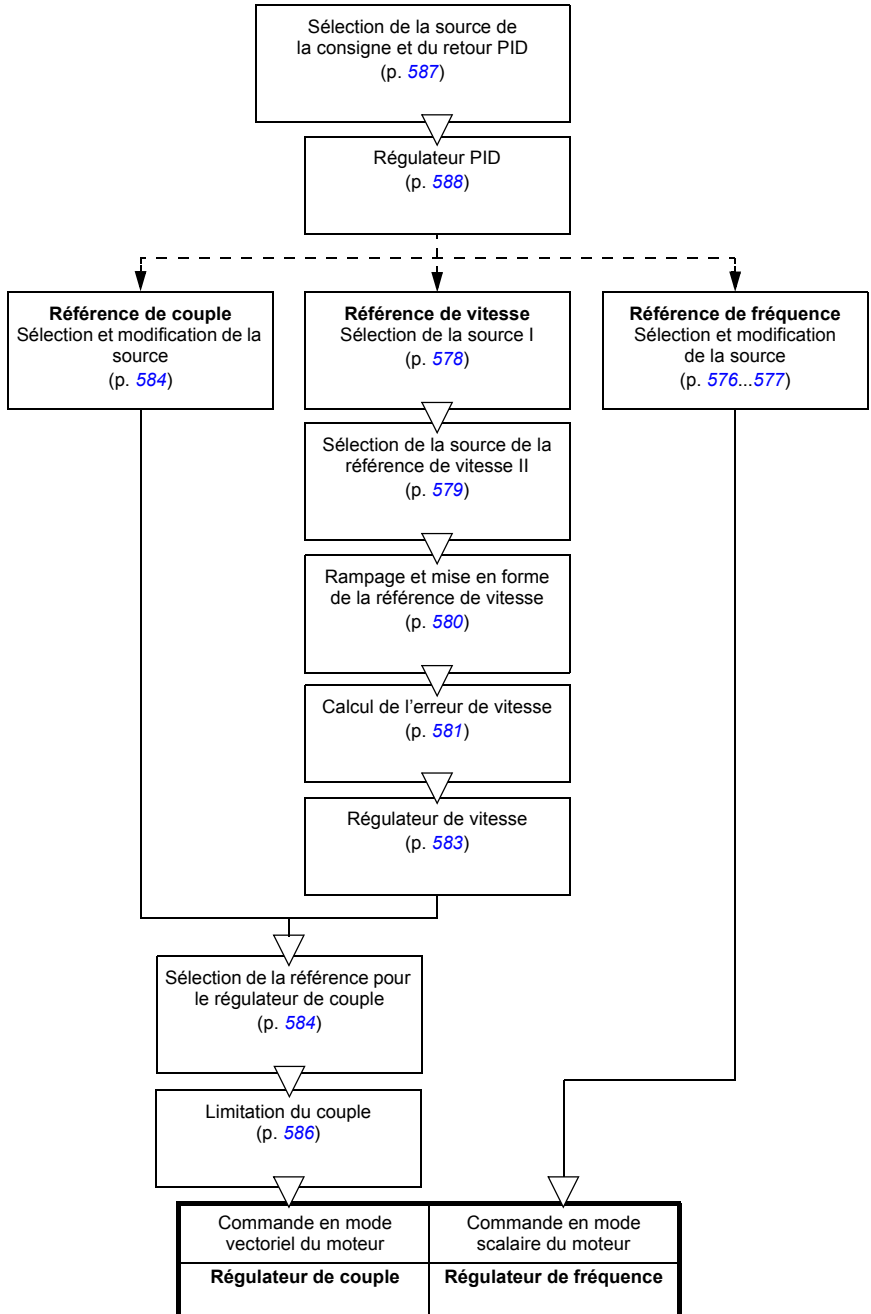 Sélection de la source de
la consigne et du retour PID
(p. 587)
Régulateur PID
(p. 588)
Référence de couple
Sélection et modification de la
source
(p. 584)
Référence de vitesse
Sélection de la source I
(p. 578)
Référence de fréquence
Sélection et modification
de la source
(p. 576...577)
Sélection de la source de la
référence de vitesse II
(p. 579)
Rampage et mise en forme
de la référence de vitesse
(p. 580)
Calcul de l’erreur de vitesse
(p. 581)
Régulateur de vitesse
(p. 583)
Sélection de la référence pour
le régulateur de couple
(p. 584)
Limitation du couple
(p. 586)
Commande en mode
vectoriel du moteur
Régulateur de couple
Commande en mode
scalaire du moteur
Régulateur de fréquence